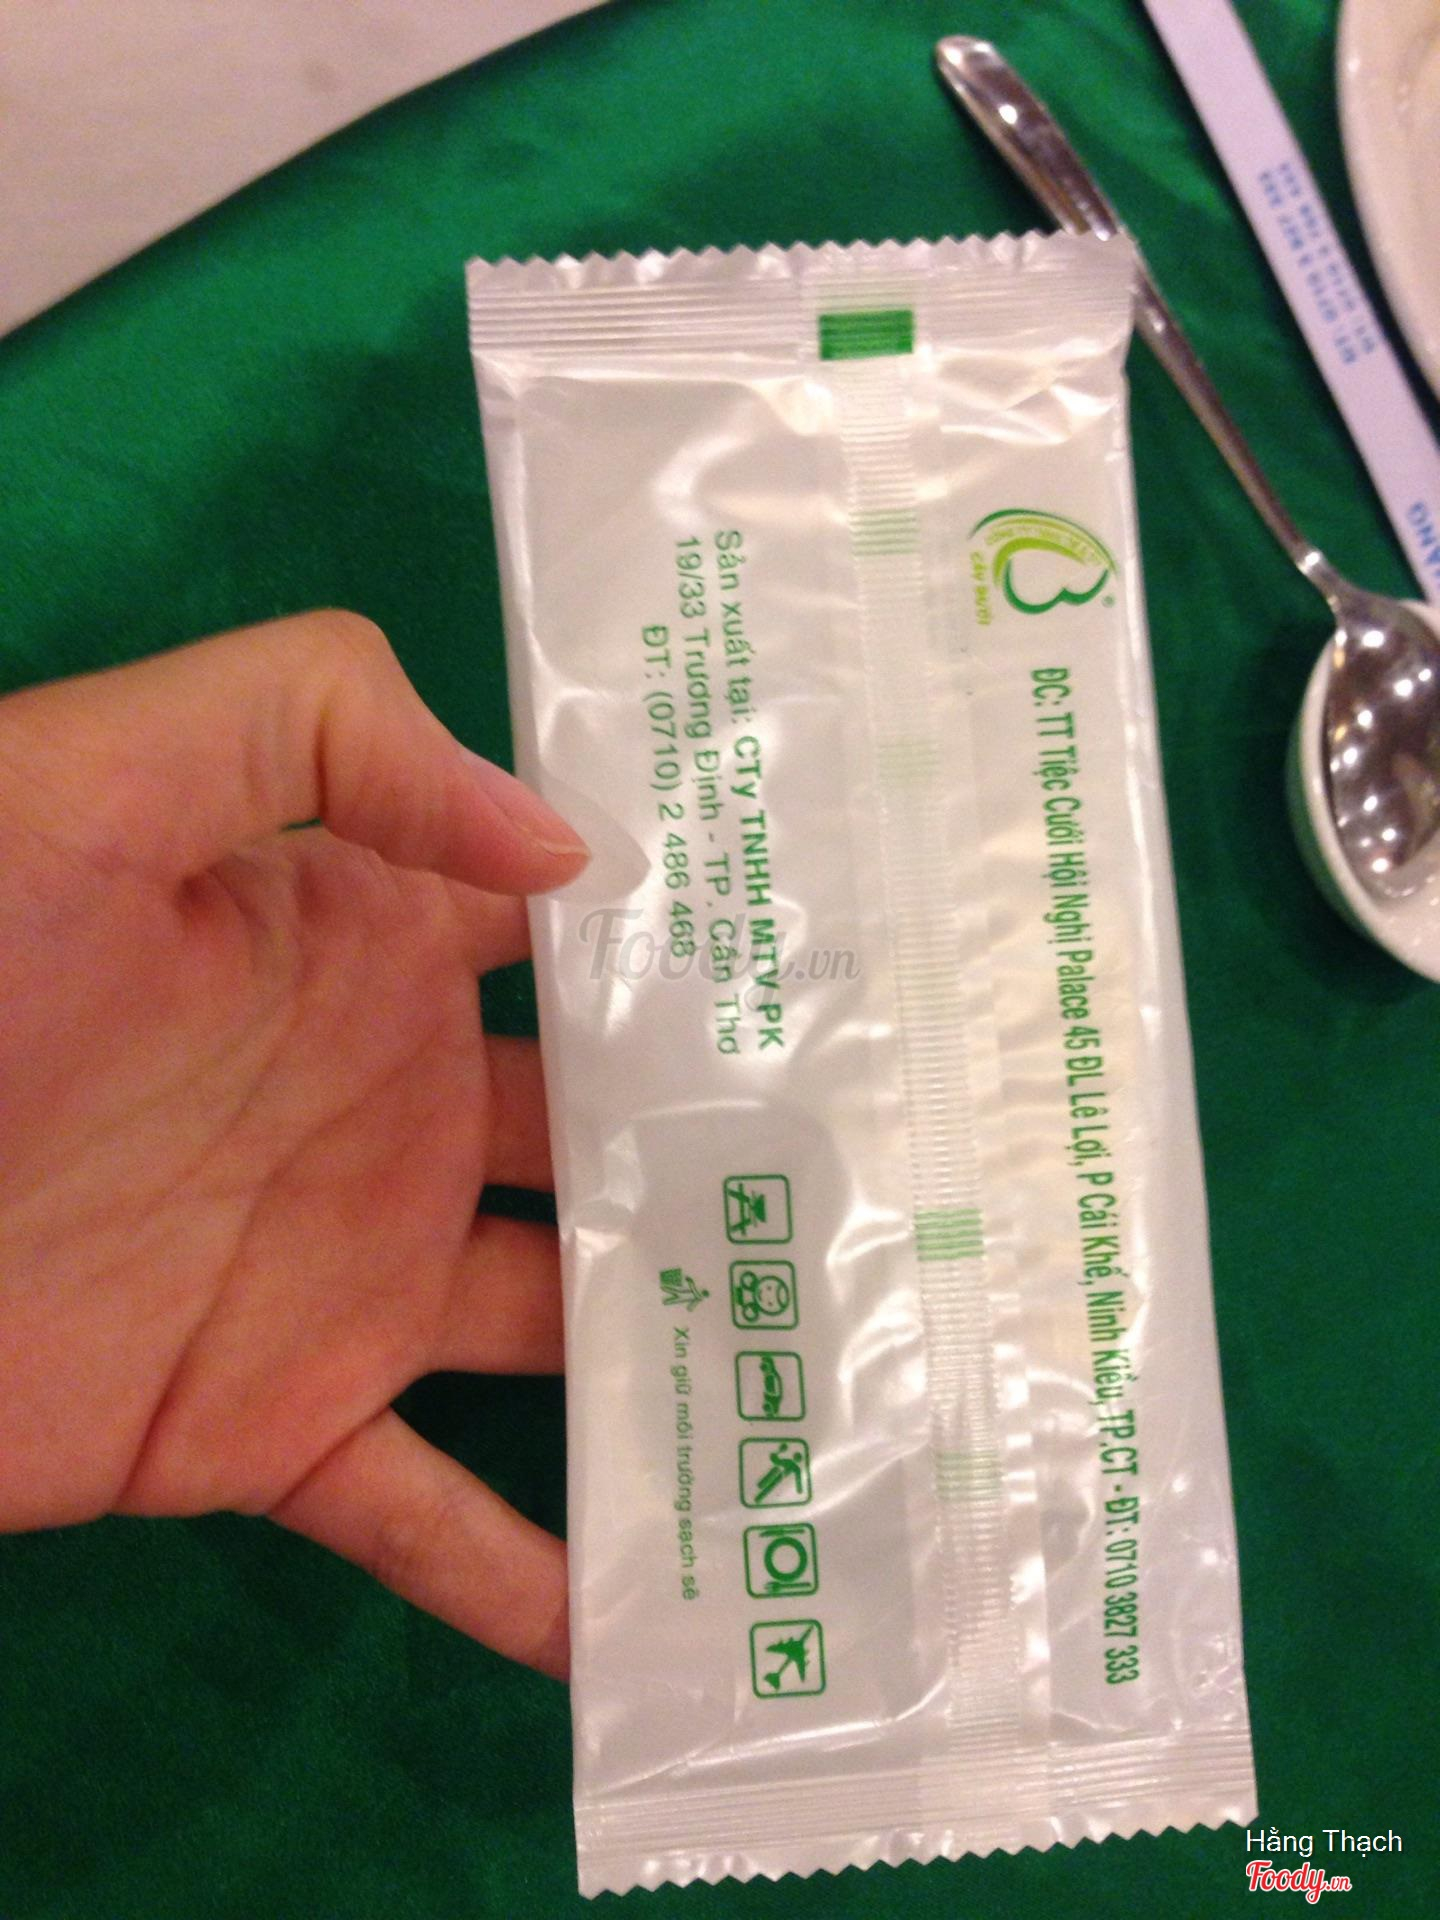 CÂY BƯỞI
ĐC: TT Tiệc Cưới Hội Nghị Palace 45 ĐL Lê Lợi, P Cái Khế, Ninh Kiều, TP.CT - ĐT: 0710 3827 333
Sản xuất tại: CTy TNHH MTV PK
19/33 Trương Định - TP. Cần Thơ
ĐT: (0710) 2 486 468
Xin giữ môi trường sạch sẽ
Foody.vn
Hằng Thạch
Foody.vn